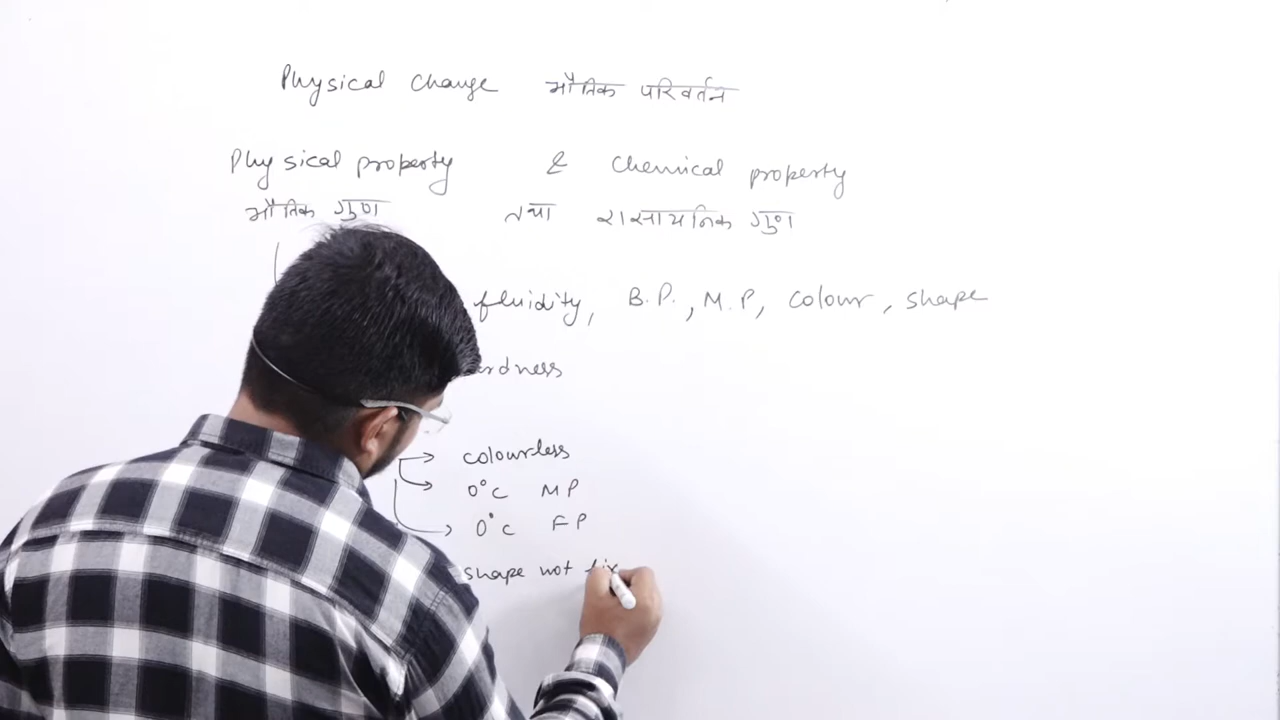 Physical change भौतिक परिवर्तन
Physical property & chemical property
भौतिक गुण तथा रासायनिक गुण
fluidity, B.P., M.P, colour, shape
colourless
0°c MP
0°c FP
shape not fix